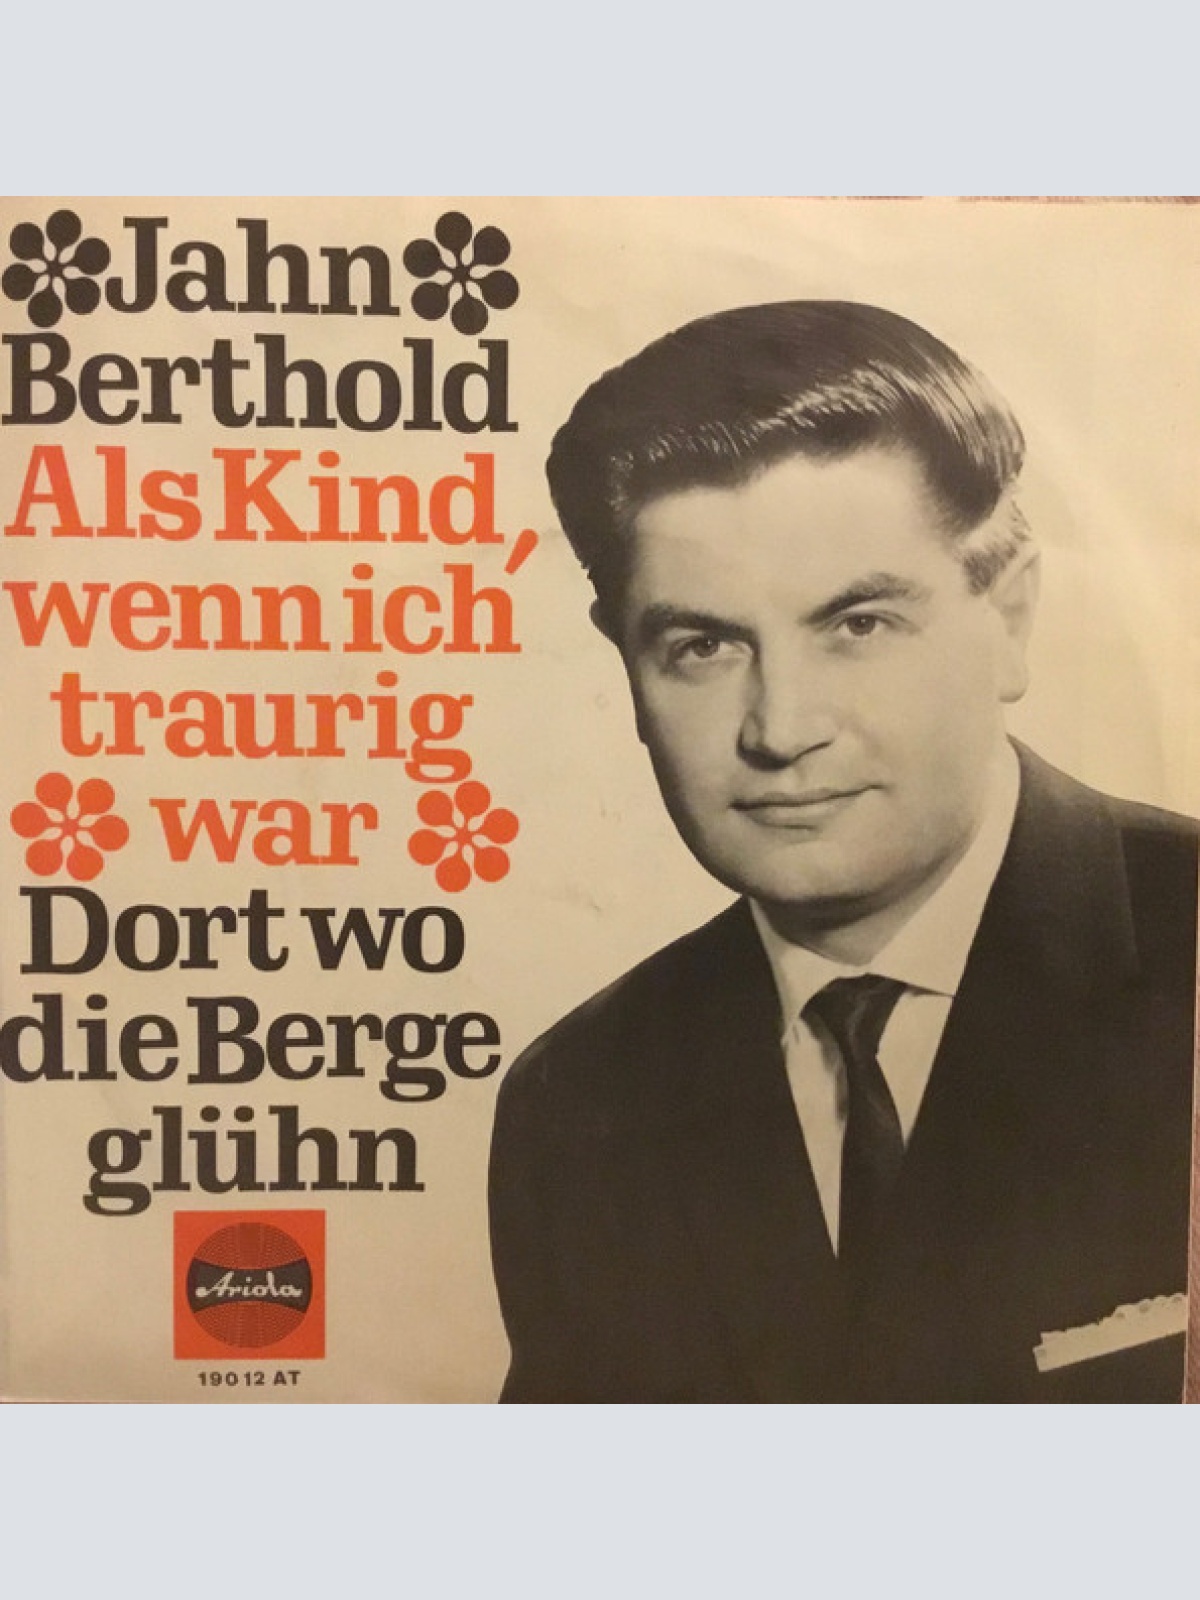 Jahn
Berthold
Als Kind,
wenn ich
traurig
war
Dort wo
die Berge
glühn
Ariola
19012 AT